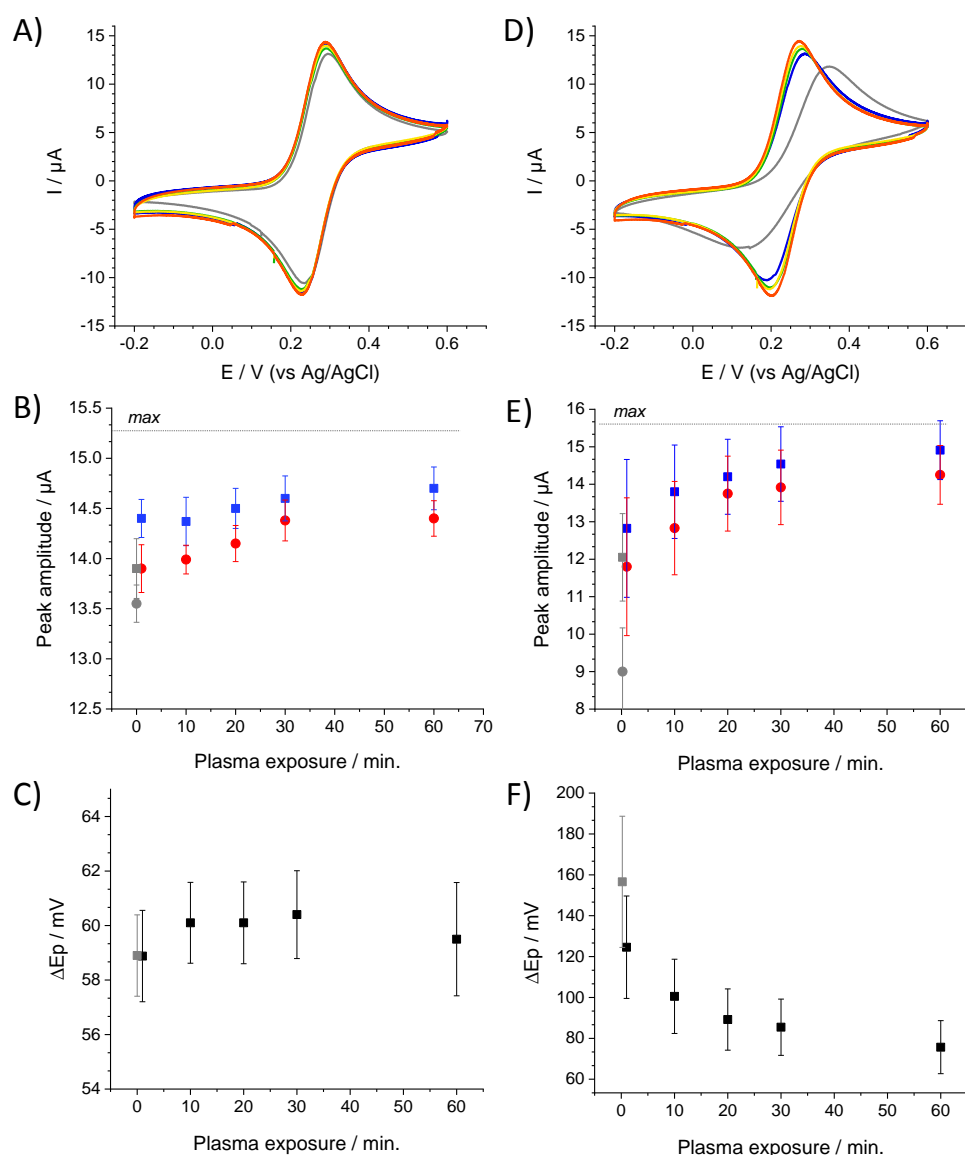 A)
15
10
5
0
-5
-10
-15
I / µA
-0.2 0.0 0.2 0.4 0.6
E / V (vs Ag/AgCl)
D)
15
10
5
0
-5
-10
-15
I / µA
-0.2 0.0 0.2 0.4 0.6
E / V (vs Ag/AgCl)
B)
15.5
15.0
14.5
14.0
13.5
13.0
12.5
Peak amplitude / µA
max
0 10 20 30 40 50 60 70
Plasma exposure / min.
E)
16
15
14
13
12
11
10
9
8
Peak amplitude / µA
max
0 10 20 30 40 50 60
Plasma exposure / min.
C)
64
62
60
58
56
54
ΔEp / mV
0 10 20 30 40 50 60
Plasma exposure / min.
F)
200
180
160
140
120
100
80
60
ΔEp / mV
0 10 20 30 40 50 60
Plasma exposure / min.